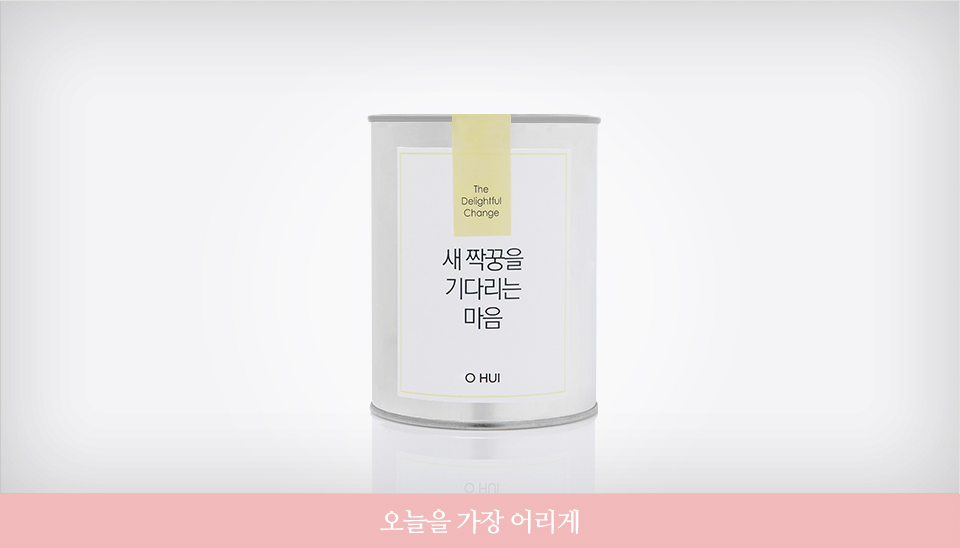 The
Delightful
Change
새 짝꿍을
기다리는
마음
O HUI
O HUI
오늘을 가장 어리게